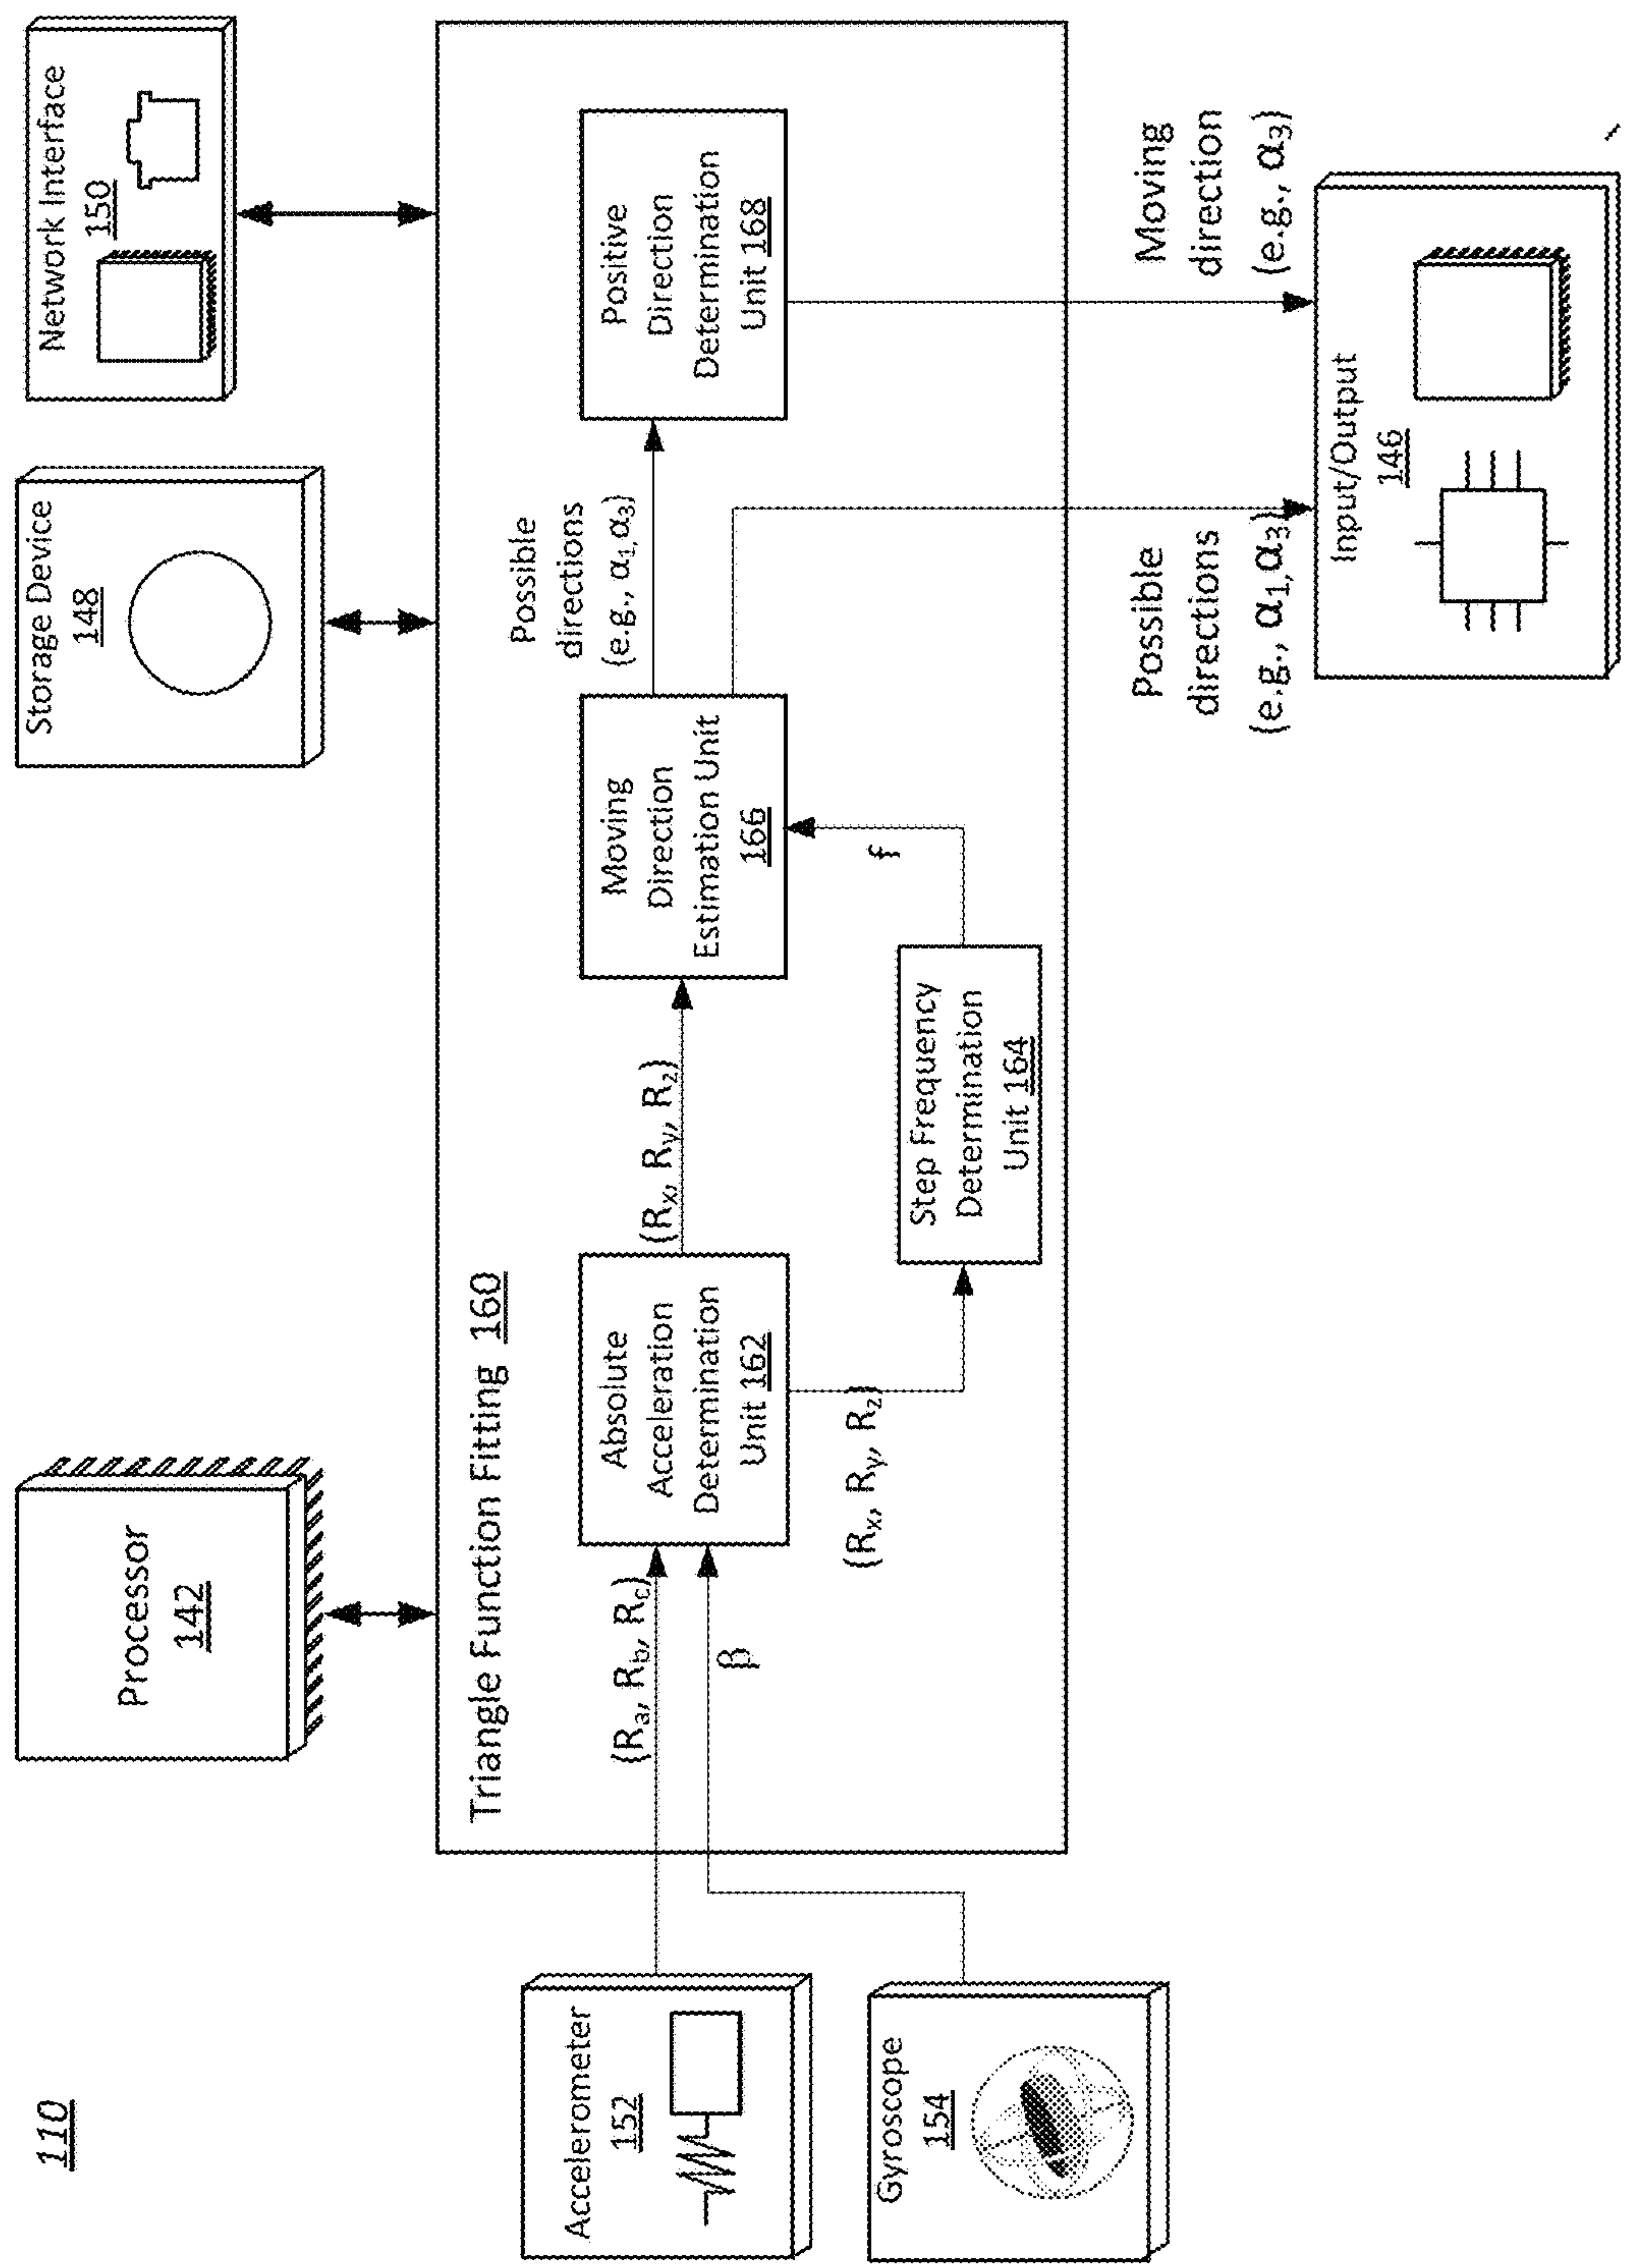 110
Processor
142
Storage Device
148
Network Interface
150
Triangle Function Fitting 160
Accelerometer
152
Gyroscope
154
(Ra, Rb, Rc)
β
Absolute
Acceleration
Determination
Unit 162
(Rx, Ry, Rz)
(Rx, Ry, Rz)
Step Frequency
Determination
Unit 164
f
Moving
Direction
Estimation Unit
166
Possible
directions
(e.g., α1,α3)
Positive
Direction
Determination
Unit 168
Possible
directions
(e.g., α1,α3)
Moving
direction
(e.g., α3)
Input/Output
146